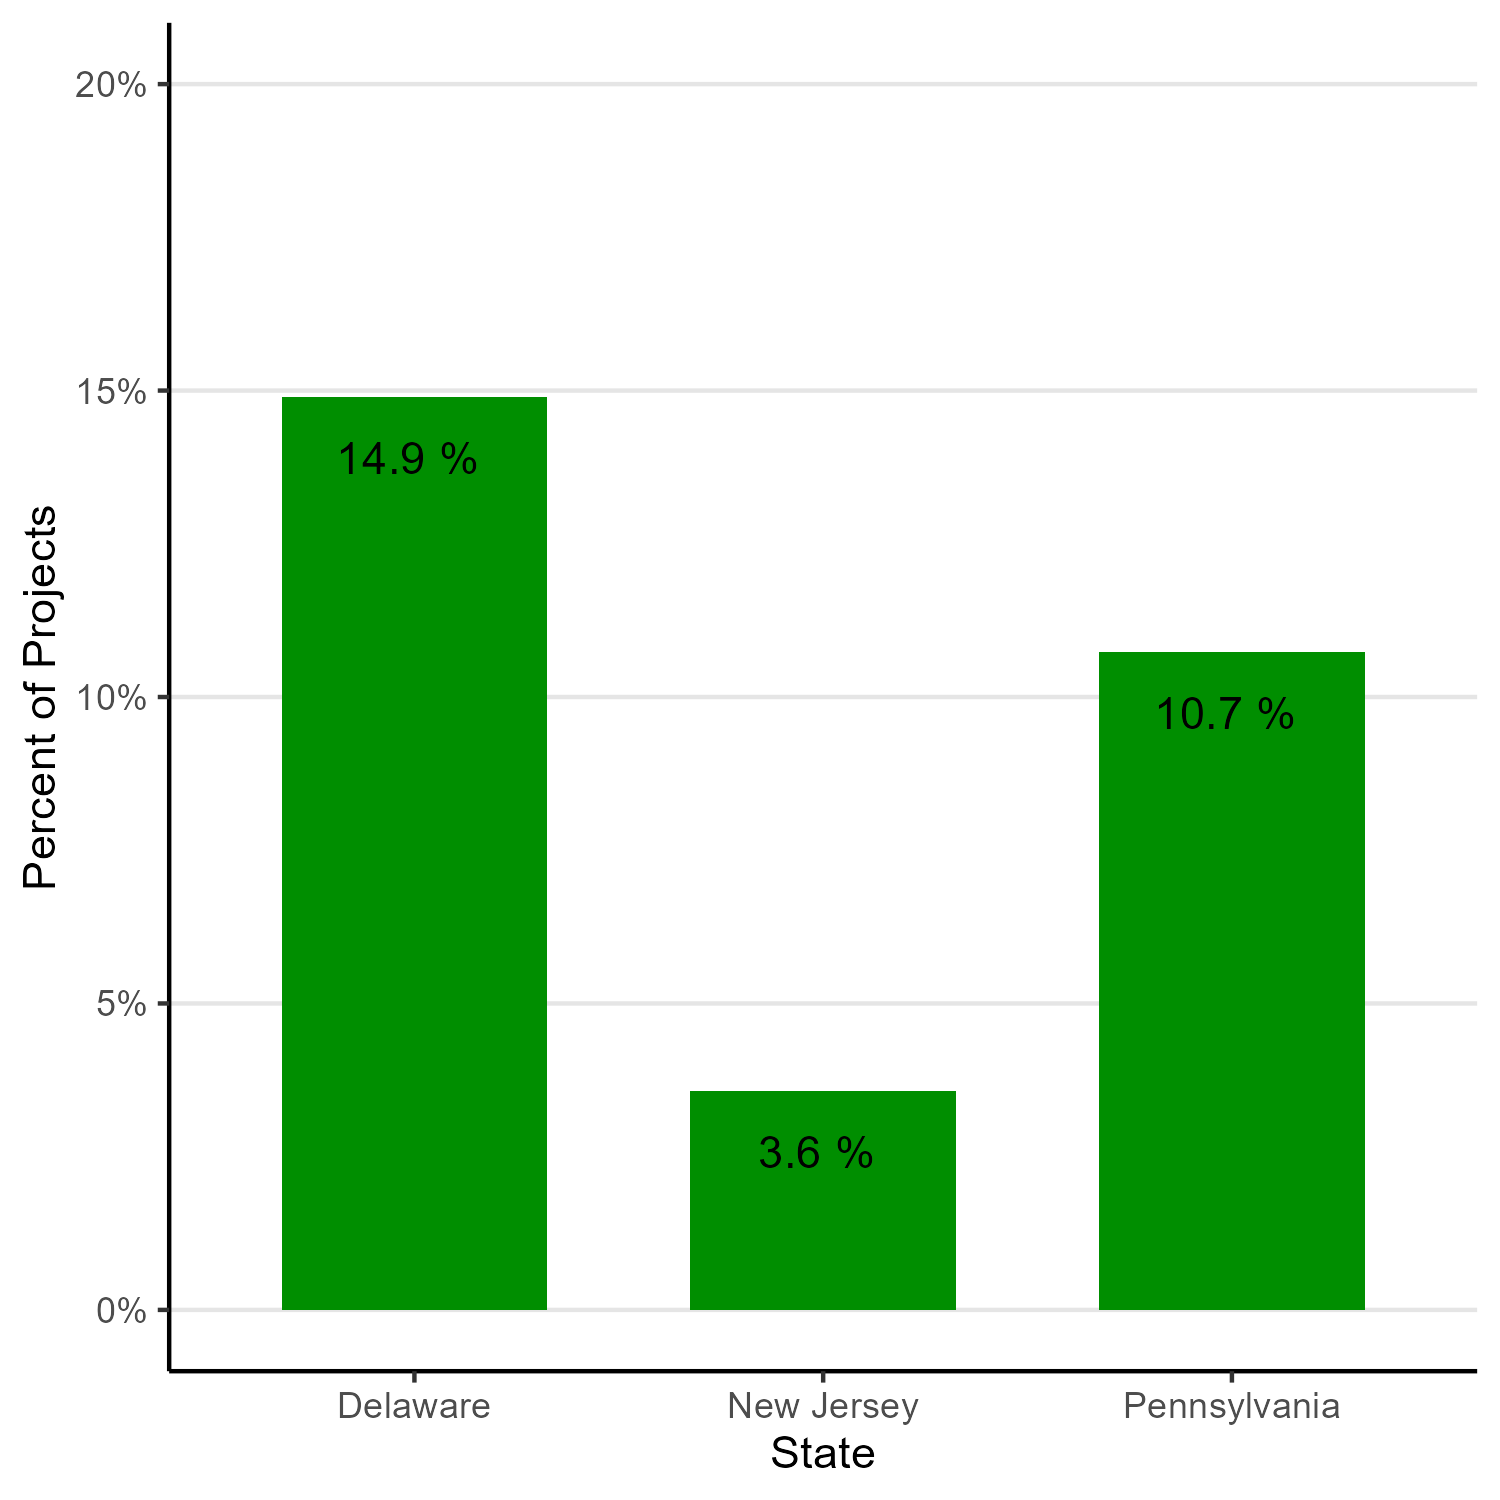 20%
15%
10%
5%
0%
Percent of Projects
14.9 %
3.6 %
10.7 %
Delaware
New Jersey
Pennsylvania
State